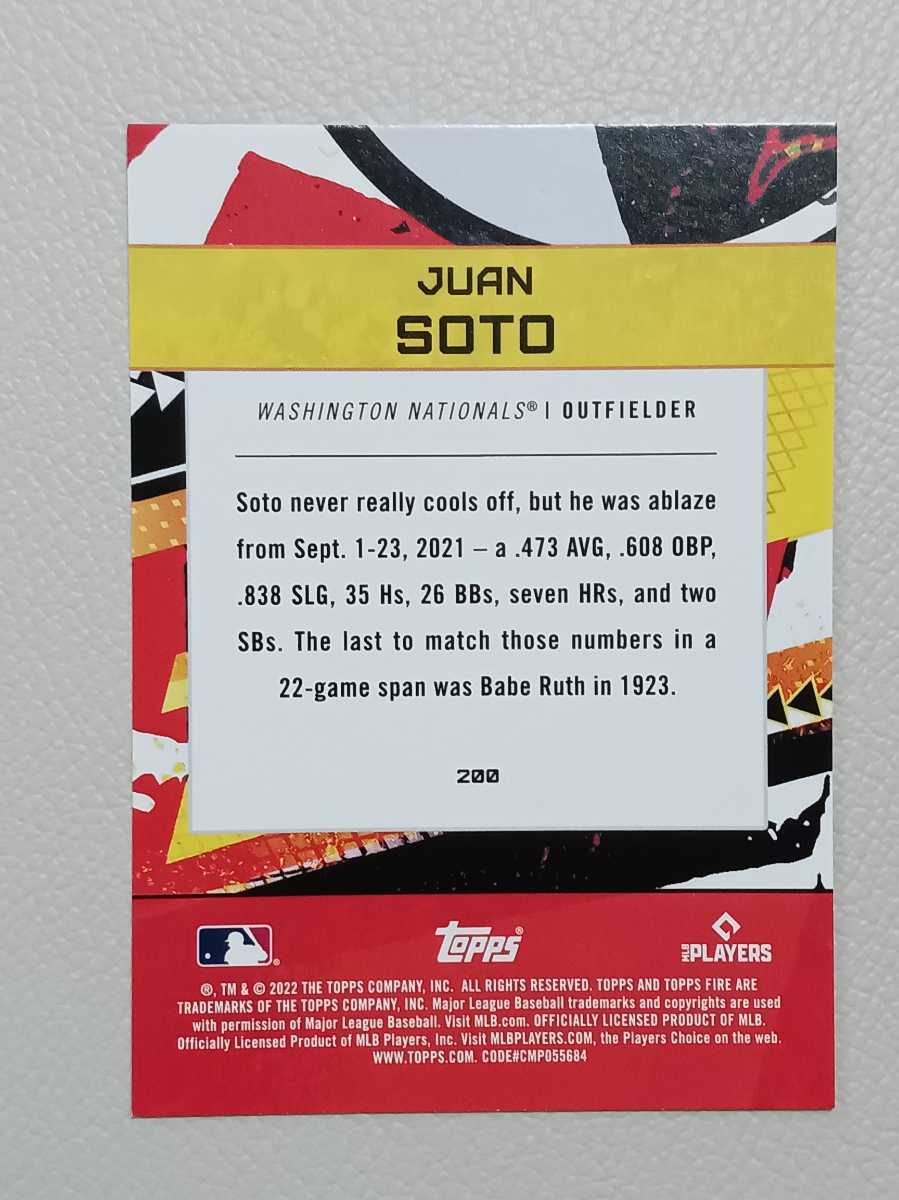 JUAN
SOTO
WASHINGTON NATIONALS® | OUTFIELDER
Soto never really cools off, but he was ablaze
from Sept. 1-23, 2021 – a .473 AVG, .608 OBP,
.838 SLG, 35 Hs, 26 BBs, seven HRs, and two
SBs. The last to match those numbers in a
22-game span was Babe Ruth in 1923.
200
® topps® MLB PLAYERS
®, TM & © 2022 THE TOPPS COMPANY, INC. ALL RIGHTS RESERVED. TOPPS AND TOPPS FIRE ARE
TRADEMARKS OF THE TOPPS COMPANY, INC. Major League Baseball trademarks and copyrights are used
with permission of Major League Baseball. Visit MLB.com. OFFICIALLY LICENSED PRODUCT OF MLB.
Officially Licensed Product of MLB Players, Inc. Visit MLBPLAYERS.COM, the Players Choice on the web.
WWW.TOPPS.COM. CODE#CMP055684